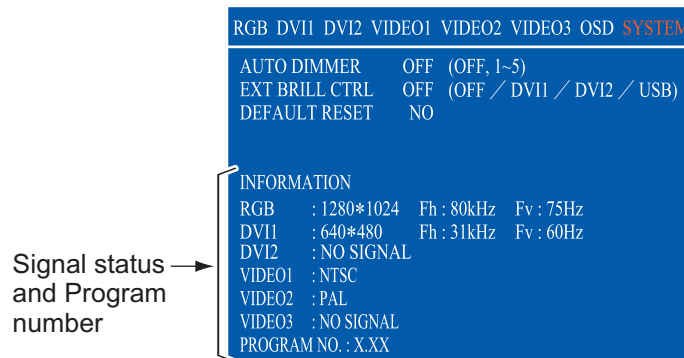 RGB DVI1 DVI2 VIDEO1 VIDEO2 VIDEO3 OSD SYSTEM
AUTO DIMMER OFF (OFF, 1~5)
EXT BRILL CTRL OFF (OFF／DVI1／DVI2／USB)
DEFAULT RESET NO
INFORMATION
RGB : 1280*1024 Fh : 80kHz Fv : 75Hz
DVI1 : 640*480 Fh : 31kHz Fv : 60Hz
DVI2 : NO SIGNAL
VIDEO1 : NTSC
VIDEO2 : PAL
VIDEO3 : NO SIGNAL
PROGRAM NO. : X.XX
Signal status
and Program
number